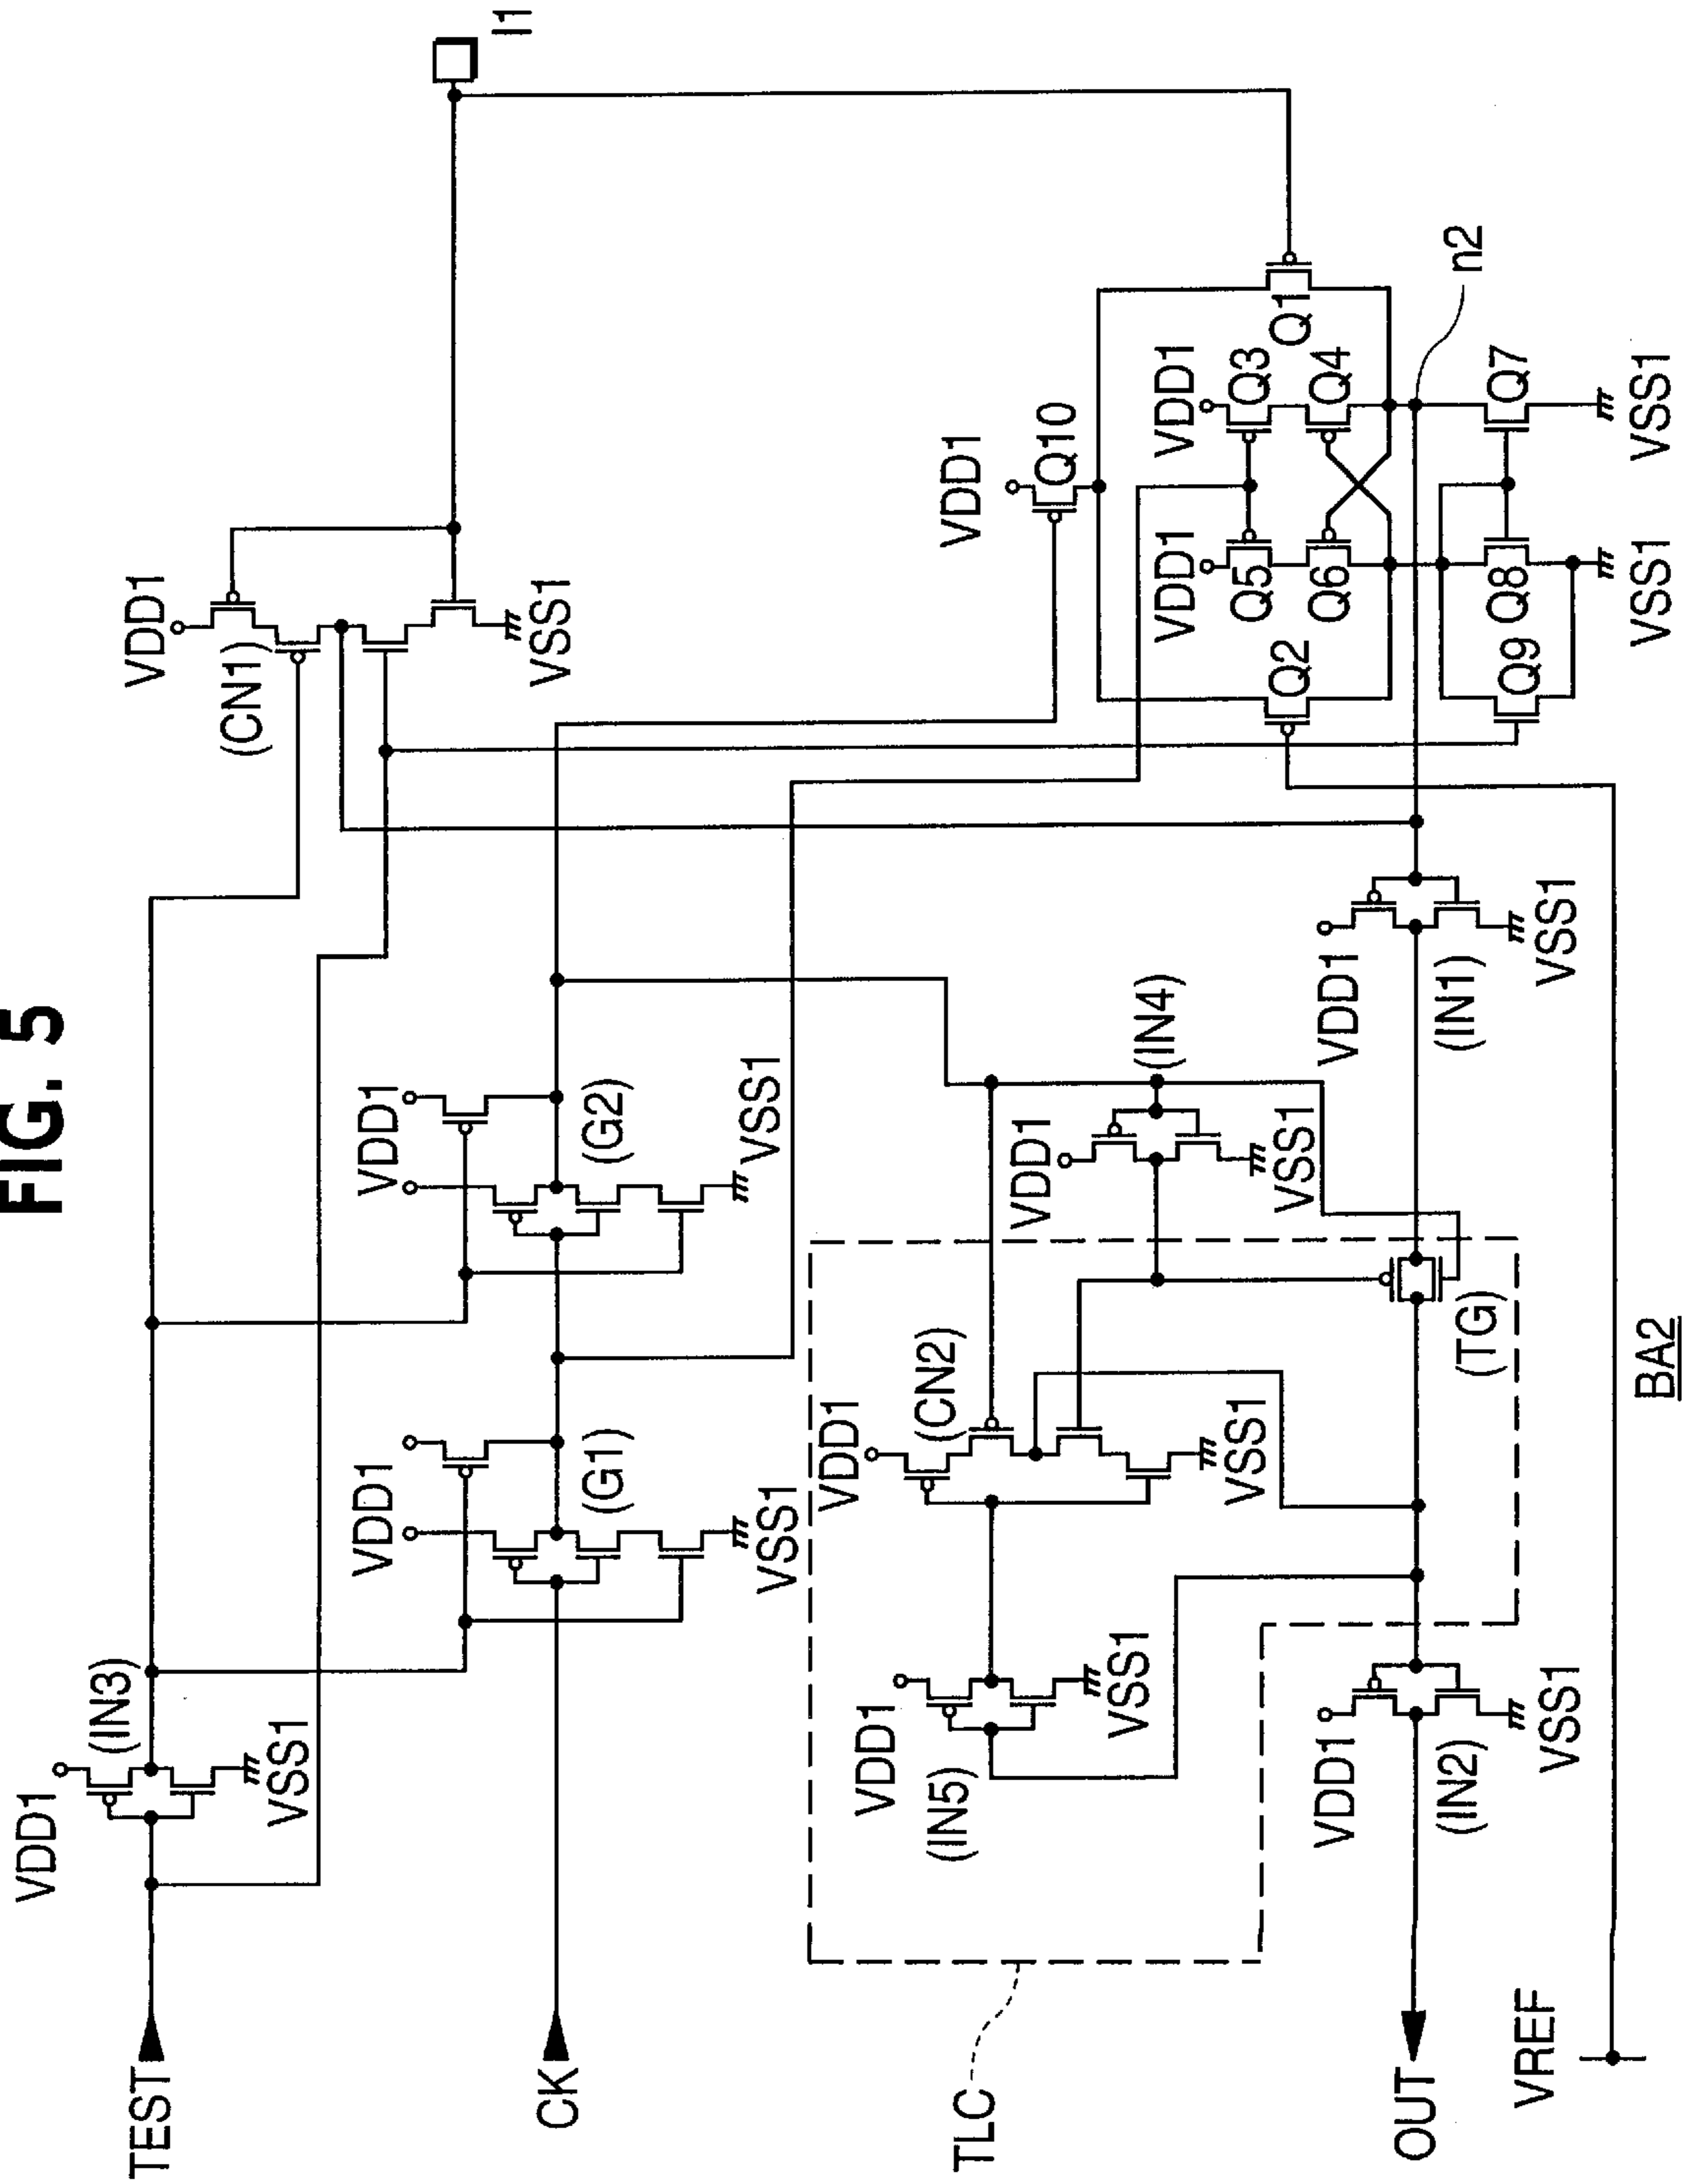 FIG. 5
I1
VDD1
(CN1)
VSS1
VDD1
Q10
VDD1
Q3
Q4
Q1
VDD1
Q5
Q6
Q2
n2
Q7
VSS1
Q8
VSS1
Q9
VDD1
(IN1)
VSS1
VDD1
(G2)
VSS1
(IN4)
VDD1
VSS1
VDD1
(G1)
VSS1
(CN2)
VDD1
VSS1
(TG)
BA2
(IN3)
VDD1
VSS1
VDD1
(IN5)
VSS1
VDD1
(IN2)
VSS1
TEST
CK
TLC
OUT
VREF